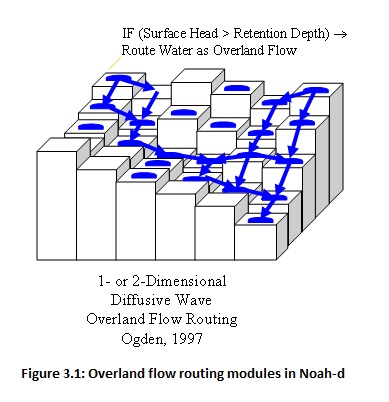 IF (Surface Head > Retention Depth) →
Route Water as Overland Flow
1- or 2-Dimensional
Diffusive Wave
Overland Flow Routing
Ogden, 1997
Figure 3.1: Overland flow routing modules in Noah-d